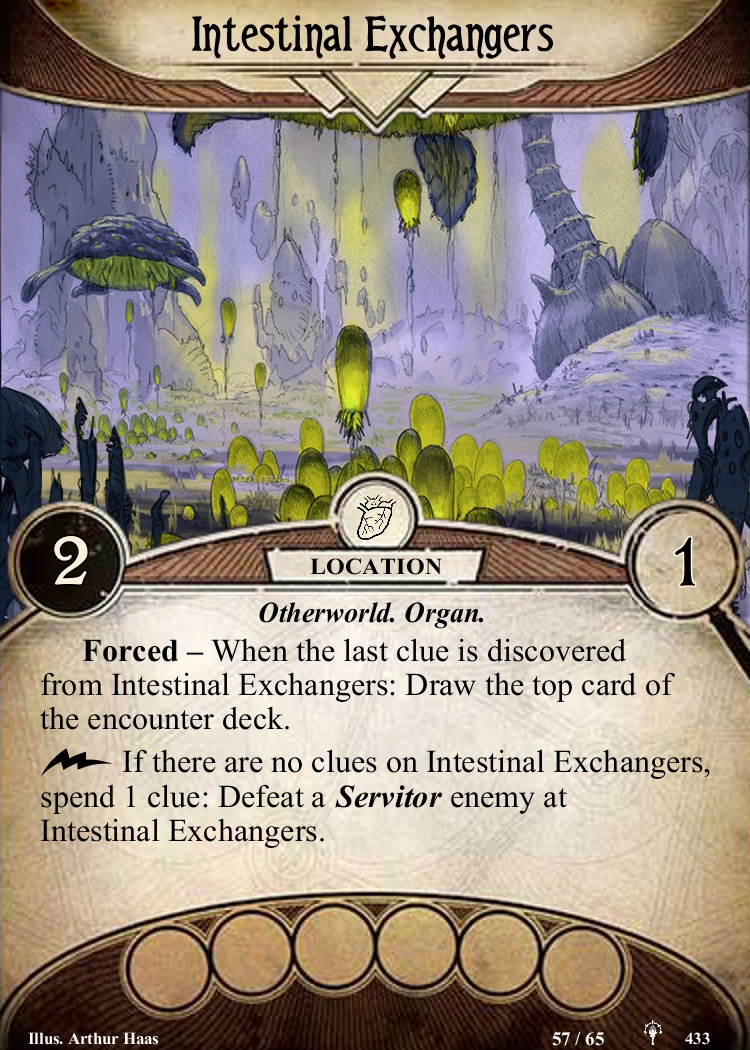 Intestinal Exchangers
2
LOCATION
1
Otherworld. Organ.
Forced – When the last clue is discovered
from Intestinal Exchangers: Draw the top card of
the encounter deck.
If there are no clues on Intestinal Exchangers,
spend 1 clue: Defeat a Servitor enemy at
Intestinal Exchangers.
Illus. Arthur Haas
57 / 65
433